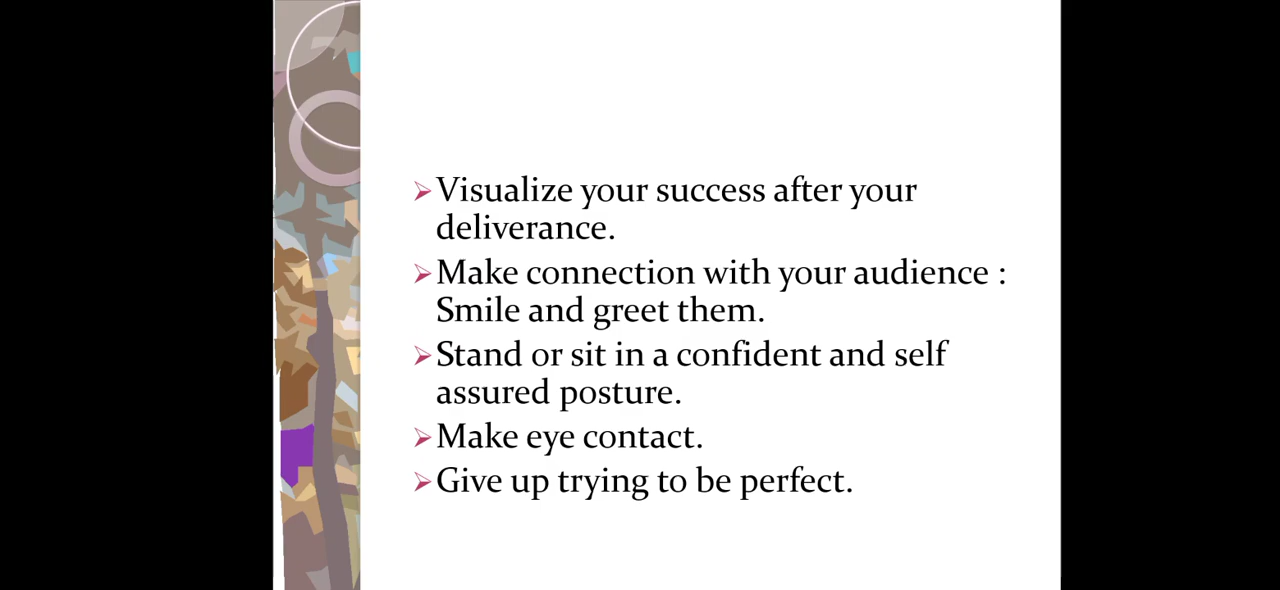 ➢Visualize your success after your
deliverance.
➢Make connection with your audience :
Smile and greet them.
➢Stand or sit in a confident and self
assured posture.
➢Make eye contact.
➢Give up trying to be perfect.